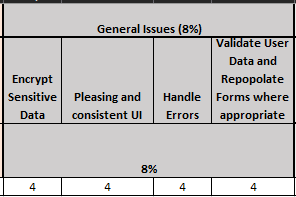 General Issues (8%)
Encrypt
Sensitive
Data
Pleasing and
consistent UI
Handle
Errors
Validate User
Data and
Repopolate
Forms where
appropriate
8%
4 4 4 4